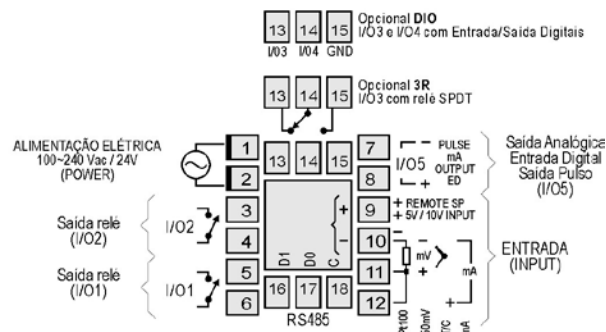 Opcional DIO
I/O3 e I/O4 com Entrada/Saída Digitais
13 14 15
I/03 I/04 GND
Opcional 3R
I/O3 com relé SPDT
13 14 15
ALIMENTAÇÃO ELÉTRICA
100~240 Vac / 24V
(POWER)
1
2
13 14 15
7
8
I/O5
PULSE
mA
OUTPUT
ED
Saída Analógica
Entrada Digital
Saída Pulso
(I/O5)
Saída relé
(I/O2)
I/O2
3
4
+
−
D1 D0 C
9
+ REMOTE SP
+ 5V / 10V INPUT
10
−
mV
11
+
mA
12
+
ENTRADA
(INPUT)
Saída relé
(I/O1)
I/O1
5
6
16 17 18
RS485
Pt100
50mV
T/C
mA